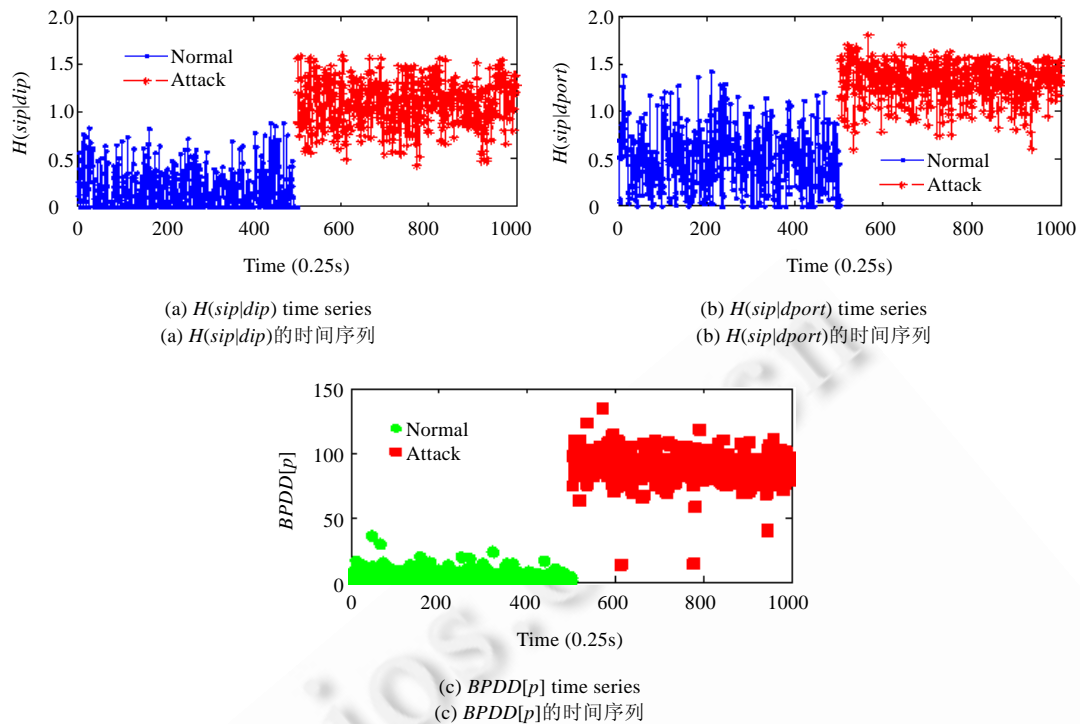 2.0
1.5
1.0
0.5
0
H(sip|dip)
Normal
Attack
0 200 400 600 800 1000
Time (0.25s)
(a) H(sip|dip) time series
(a) H(sip|dip)的时间序列
2.0
1.5
1.0
0.5
0
H(sip|dport)
Normal
Attack
0 200 400 600 800 1000
Time (0.25s)
(b) H(sip|dport) time series
(b) H(sip|dport)的时间序列
150
100
50
0
BPDD[p]
Normal
Attack
0 200 400 600 800 1000
Time (0.25s)
(c) BPDD[p] time series
(c) BPDD[p]的时间序列